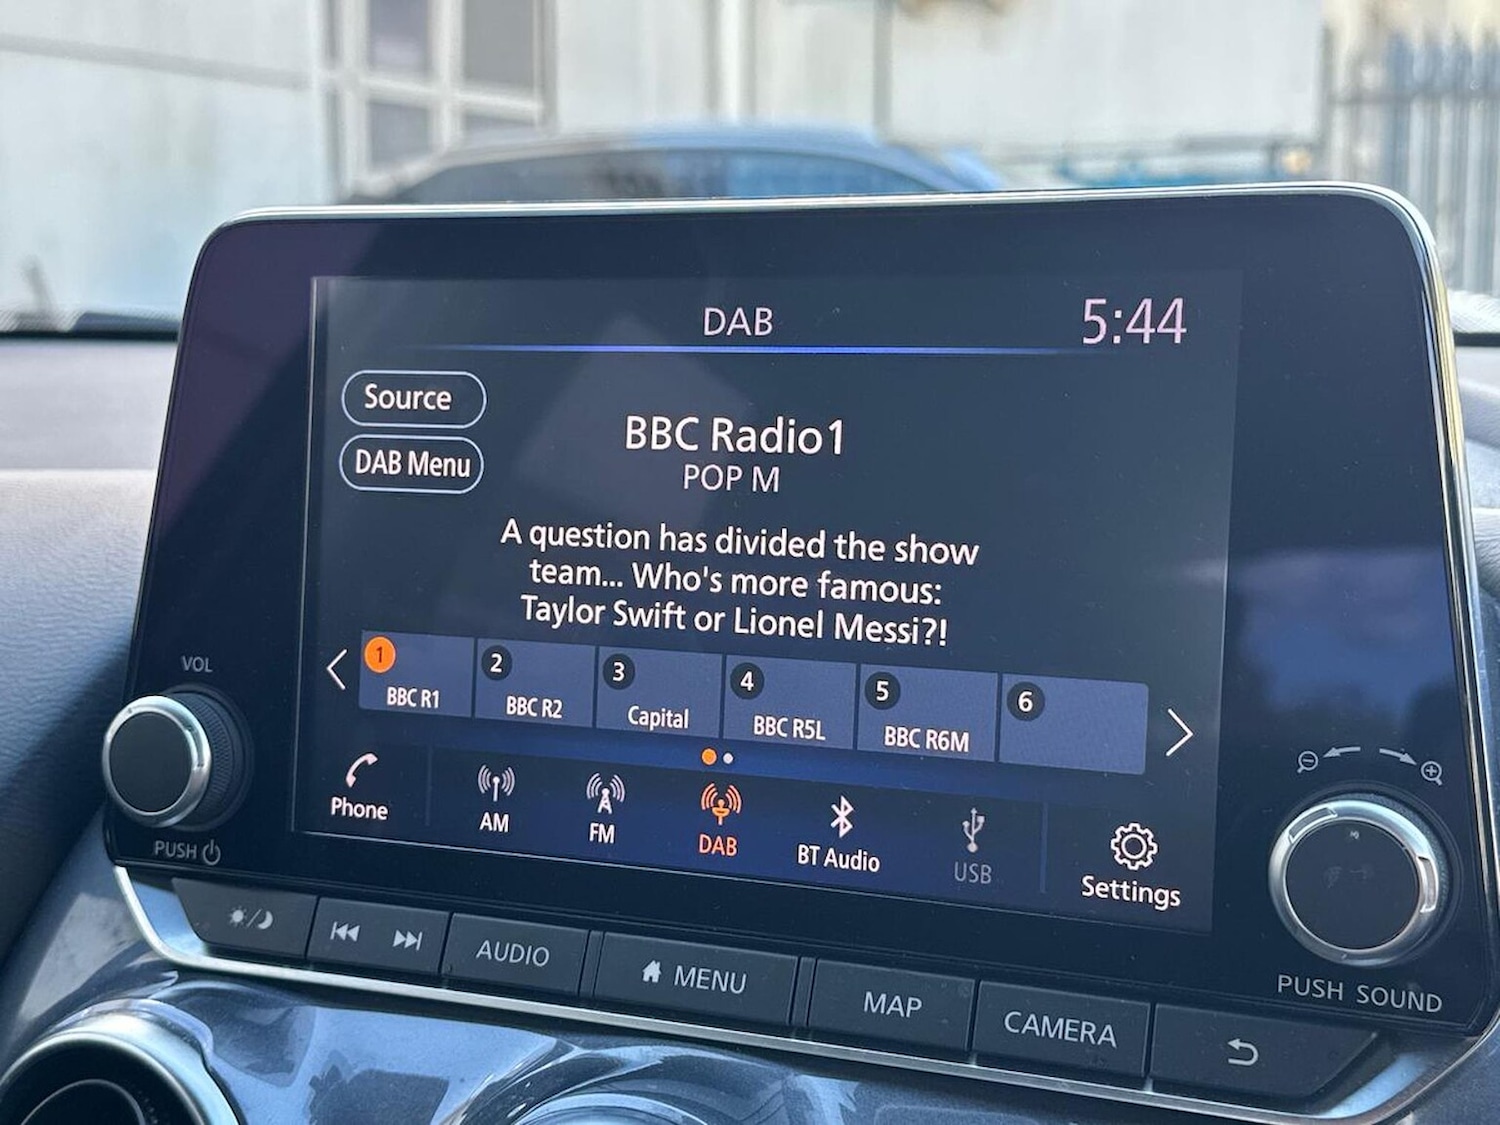 DAB
5:44
Source
DAB Menu
BBC Radio1
POP M
A question has divided the show
team... Who's more famous:
Taylor Swift or Lionel Messi?!
1
BBC R1
2
BBC R2
3
Capital
4
BBC R5L
5
BBC R6M
6
Phone
AM
FM
DAB
BT Audio
USB
Settings
VOL
PUSH
AUDIO
MENU
MAP
CAMERA
PUSH SOUND